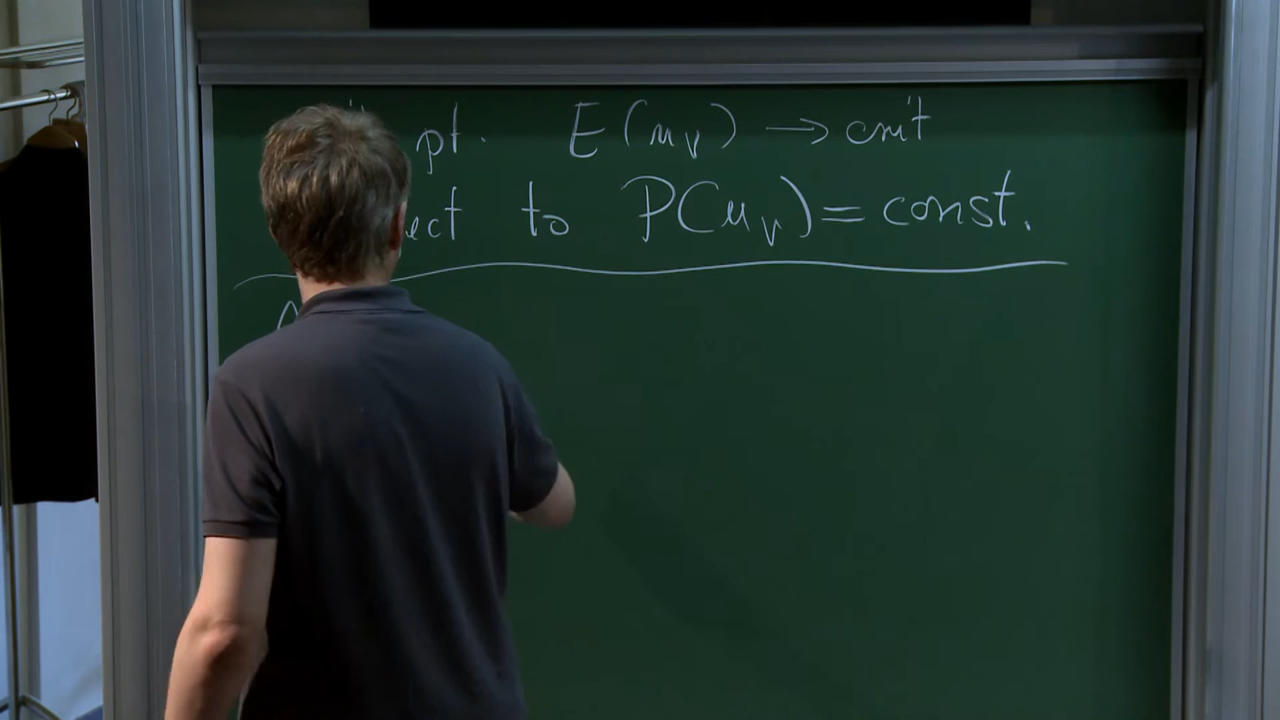 pt. E(u_v) → crit
ect to P(u_v) = const.